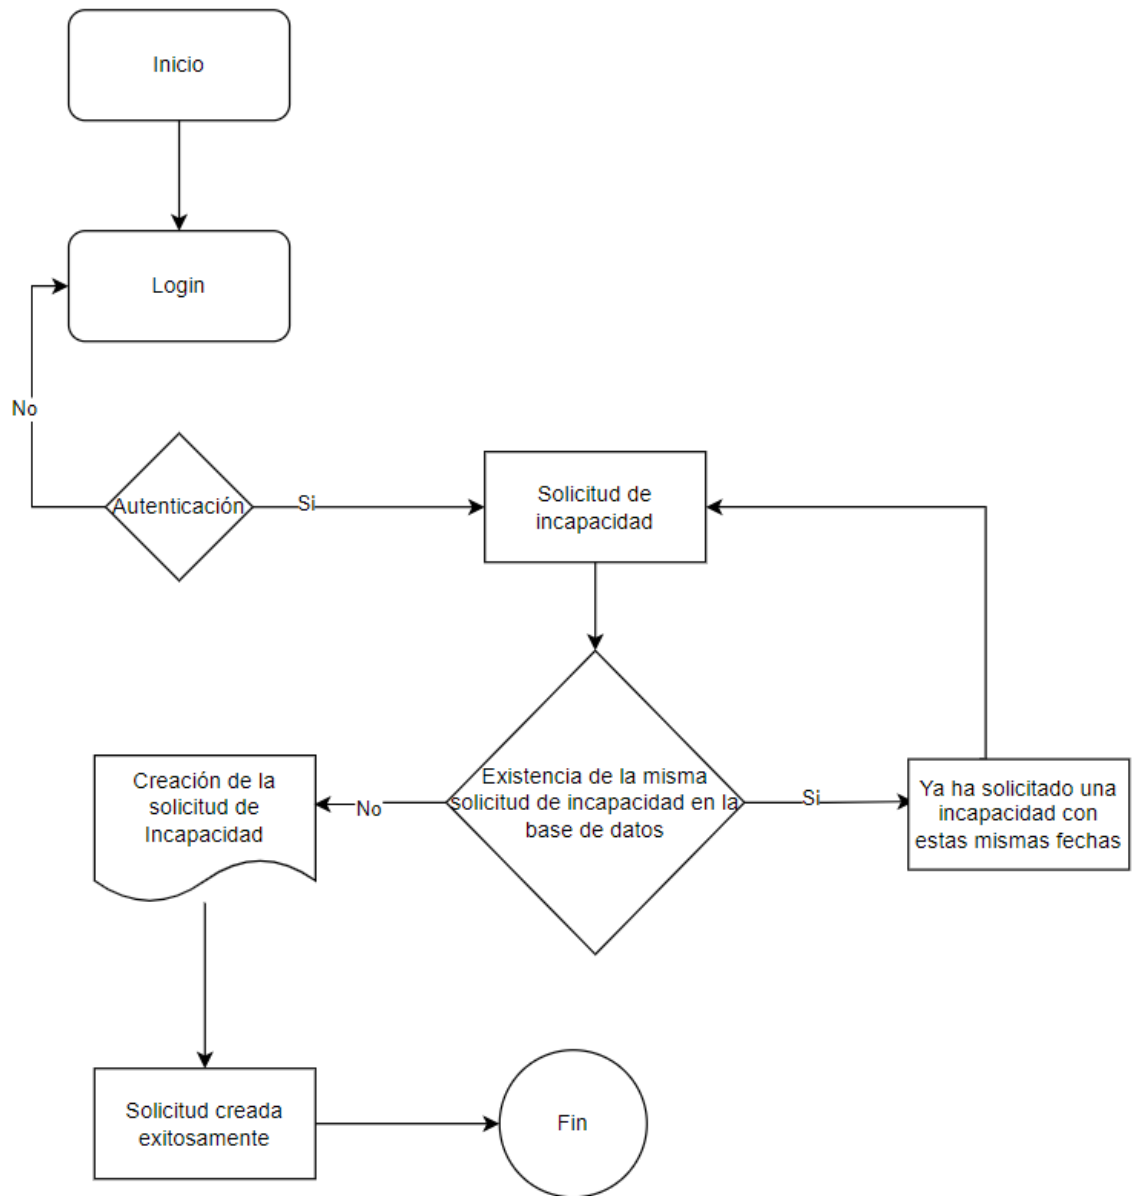 Inicio
Login
No
Autenticación
Si
Solicitud de
incapacidad
Existencia de la misma
solicitud de incapacidad en la
base de datos
No
Creación de la
solicitud de
Incapacidad
Si
Ya ha solicitado una
incapacidad con
estas mismas fechas
Solicitud creada
exitosamente
Fin